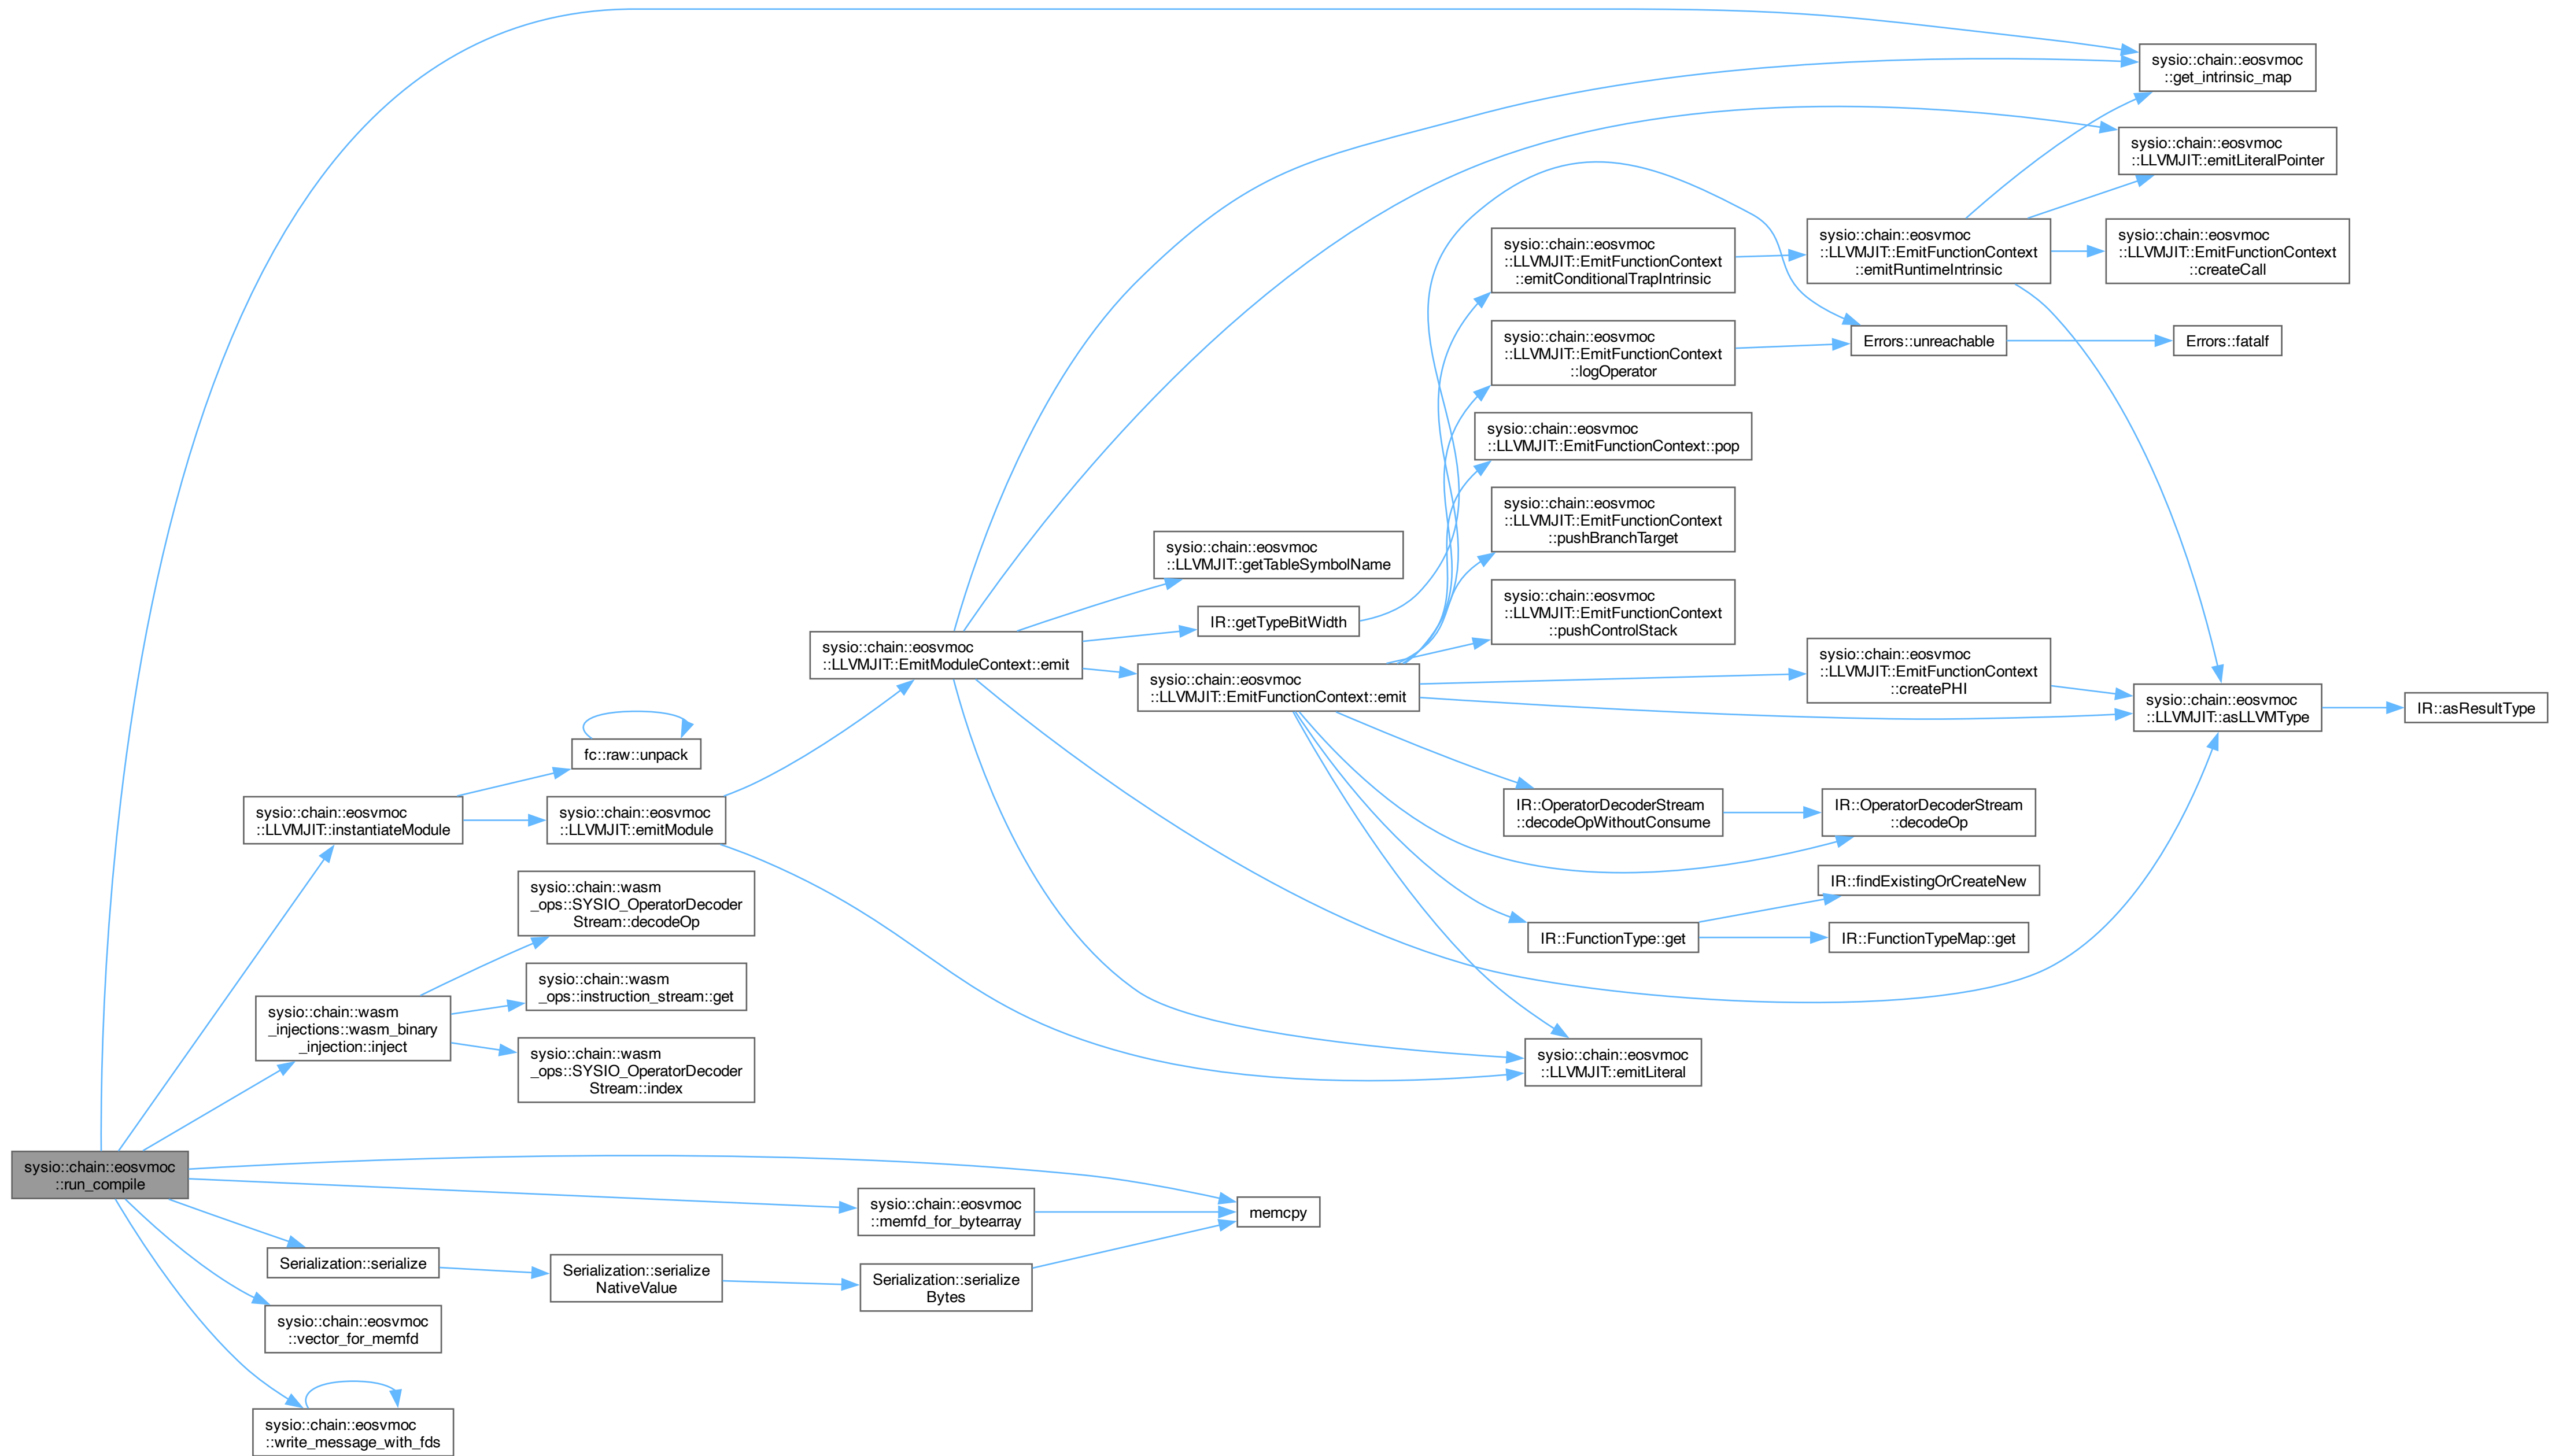 sysio::chain::eosvmoc
::run_compile
sysio::chain::eosvmoc
::LLVMJIT::instantiateModule
sysio::chain::wasm
_injections::wasm_binary
_injection::inject
Serialization::serialize
sysio::chain::eosvmoc
::vector_for_memfd
sysio::chain::eosvmoc
::write_message_with_fds
fc::raw::unpack
sysio::chain::eosvmoc
::LLVMJIT::emitModule
sysio::chain::wasm
_ops::SYSIO_OperatorDecoder
Stream::decodeOp
sysio::chain::wasm
_ops::instruction_stream::get
sysio::chain::wasm
_ops::SYSIO_OperatorDecoder
Stream::index
Serialization::serialize
NativeValue
sysio::chain::eosvmoc
::LLVMJIT::EmitModuleContext::emit
sysio::chain::eosvmoc
::memfd_for_bytearray
Serialization::serialize
Bytes
sysio::chain::eosvmoc
::LLVMJIT::getTableSymbolName
IR::getTypeBitWidth
sysio::chain::eosvmoc
::LLVMJIT::EmitFunctionContext::emit
memcpy
sysio::chain::eosvmoc
::LLVMJIT::EmitFunctionContext
::emitConditionalTrapIntrinsic
sysio::chain::eosvmoc
::LLVMJIT::EmitFunctionContext
::logOperator
sysio::chain::eosvmoc
::LLVMJIT::EmitFunctionContext::pop
sysio::chain::eosvmoc
::LLVMJIT::EmitFunctionContext
::pushBranchTarget
sysio::chain::eosvmoc
::LLVMJIT::EmitFunctionContext
::pushControlStack
IR::OperatorDecoderStream
::decodeOpWithoutConsume
IR::FunctionType::get
sysio::chain::eosvmoc
::LLVMJIT::emitLiteral
sysio::chain::eosvmoc
::LLVMJIT::EmitFunctionContext
::emitRuntimeIntrinsic
Errors::unreachable
sysio::chain::eosvmoc
::LLVMJIT::EmitFunctionContext
::createPHI
IR::OperatorDecoderStream
::decodeOp
IR::findExistingOrCreateNew
IR::FunctionTypeMap::get
sysio::chain::eosvmoc
::get_intrinsic_map
sysio::chain::eosvmoc
::LLVMJIT::emitLiteralPointer
sysio::chain::eosvmoc
::LLVMJIT::EmitFunctionContext
::createCall
Errors::fatalf
sysio::chain::eosvmoc
::LLVMJIT::asLLVMType
IR::asResultType